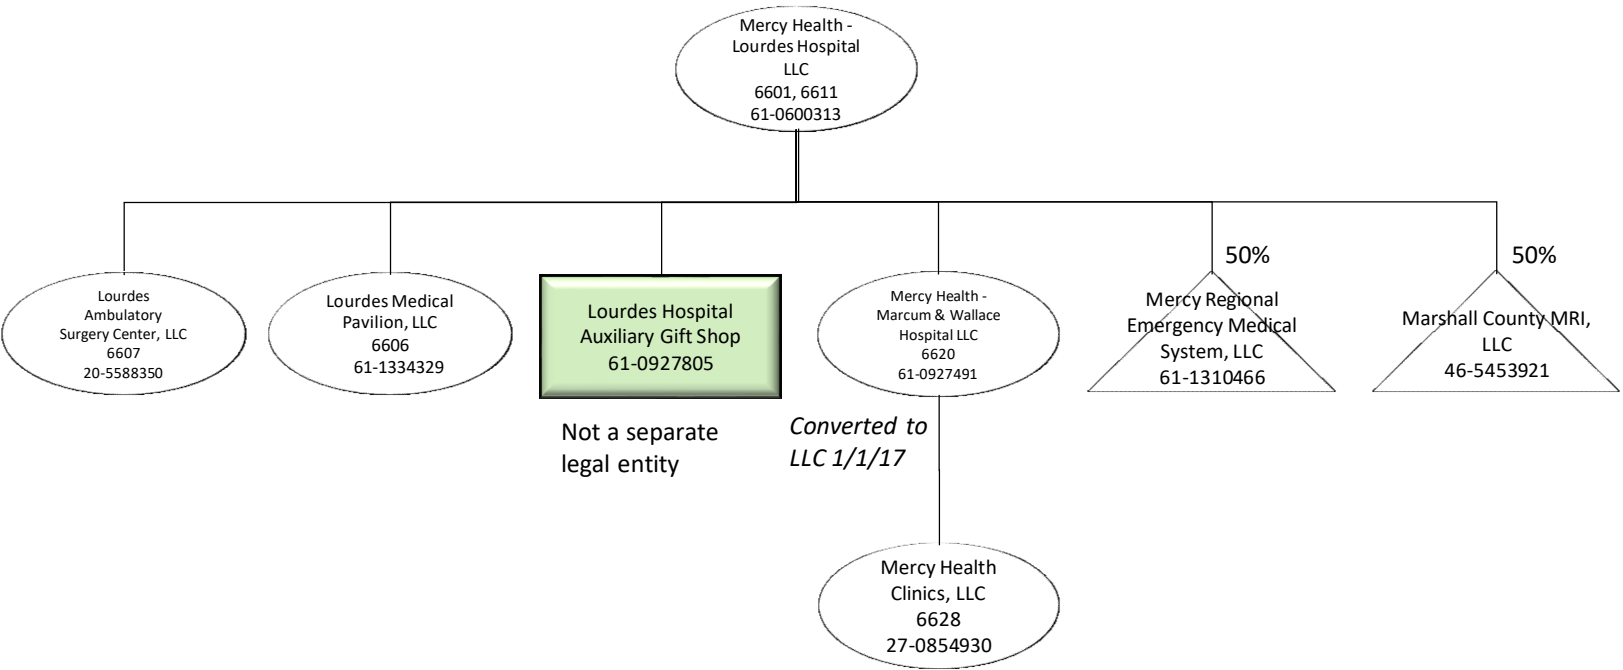 Mercy Health -
Lourdes Hospital
LLC
6601, 6611
61-0600313
50%
50%
Lourdes
Ambulatory
Surgery Center, LLC
6607
20-5588350
Lourdes Medical
Pavilion, LLC
6606
61-1334329
Lourdes Hospital
Auxiliary Gift Shop
61-0927805
Mercy Health -
Marcum & Wallace
Hospital LLC
6620
61-0927491
Mercy Regional
Emergency Medical
System, LLC
61-1310466
Marshall County MRI,
LLC
46-5453921
Not a separate
legal entity
Converted to
LLC 1/1/17
Mercy Health
Clinics, LLC
6628
27-0854930